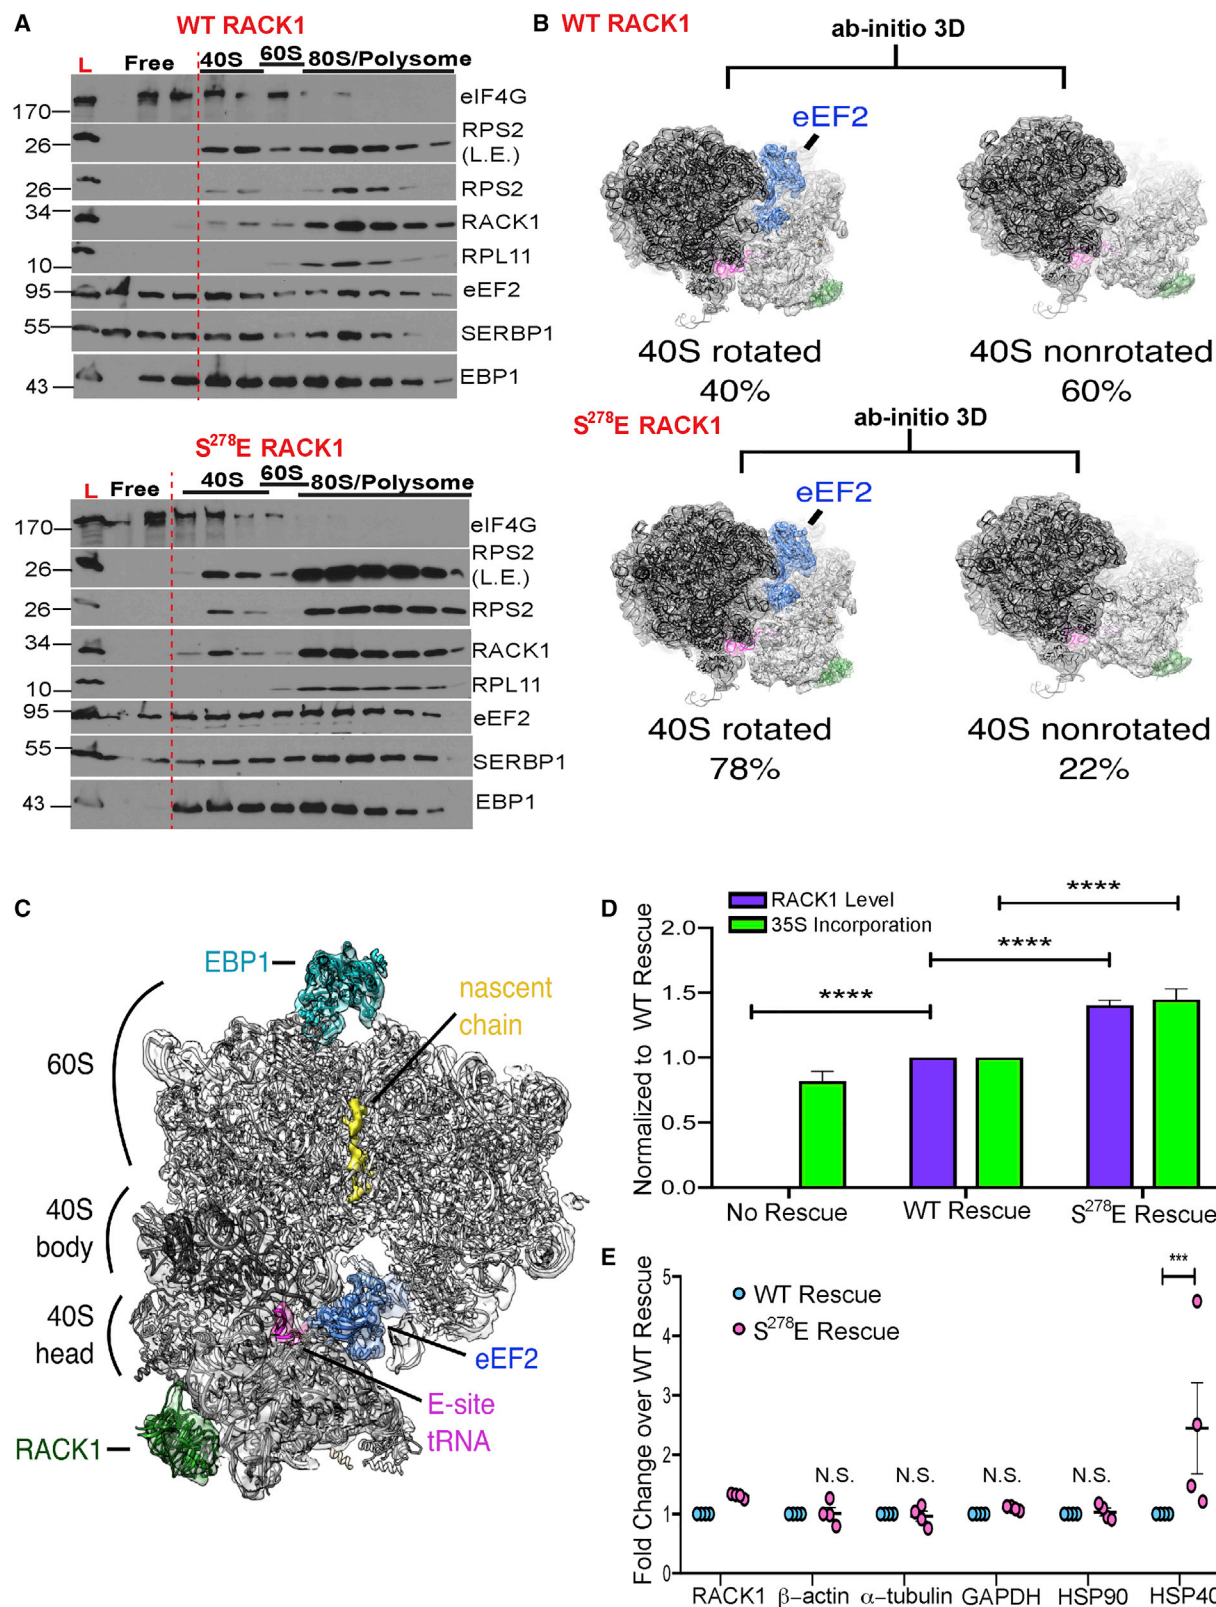 A
WT RACK1
L
Free
40S
60S
80S/Polysome
170
eIF4G
26
RPS2
(L.E.)
26
RPS2
34
RACK1
10
RPL11
95
eEF2
55
SERBP1
43
EBP1
S278E RACK1
L
Free
40S
60S
80S/Polysome
170
eIF4G
26
RPS2
(L.E.)
26
RPS2
34
RACK1
10
RPL11
95
eEF2
55
SERBP1
43
EBP1
B
WT RACK1
ab-initio 3D
eEF2
40S rotated
40%
40S nonrotated
60%
S278E RACK1
ab-initio 3D
eEF2
40S rotated
78%
40S nonrotated
22%
C
EBP1
nascent
chain
60S
40S
body
40S
head
eEF2
E-site
tRNA
RACK1
D
RACK1 Level
35S Incorporation
****
****
****
Normalized to WT Rescue
2.0
1.5
1.0
0.5
0.0
No Rescue
WT Rescue
S278E Rescue
E
WT Rescue
S278E Rescue
***
Fold Change over WT Rescue
5
4
3
2
1
0
N.S.
N.S.
N.S.
N.S.
RACK1
β-actin
α-tubulin
GAPDH
HSP90
HSP40